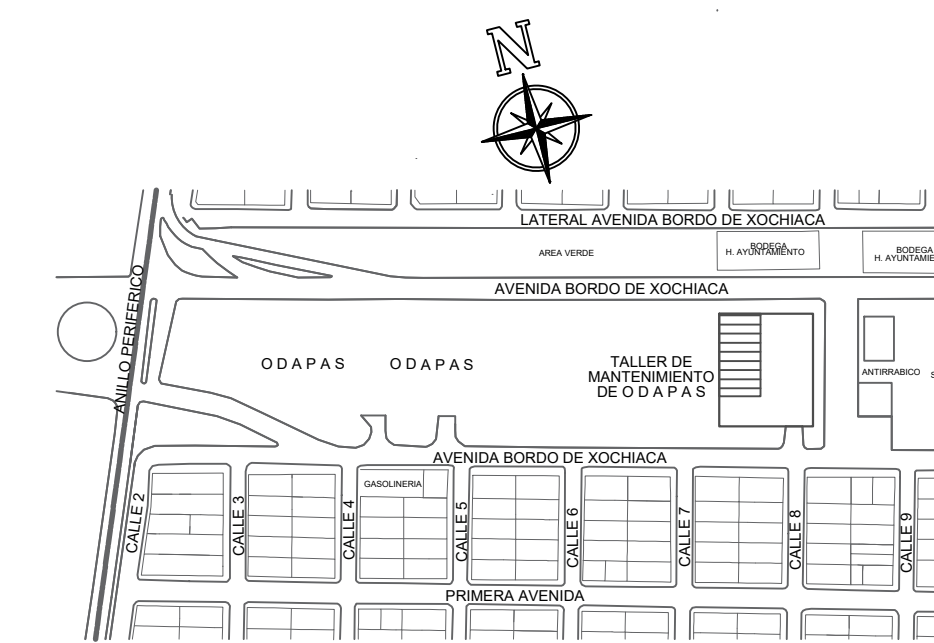 N
LATERAL AVENIDA BORDO DE XOCHIACA
AREA VERDE
BODEGA
H. AYUNTAMIENTO
BODEGA
H. AYUNTAMIE
AVENIDA BORDO DE XOCHIACA
ANILLO PERIFERICO
O D A P A S
O D A P A S
TALLER DE
MANTENIMIENTO
DE O D A P A S
ANTIRRABICO
S
AVENIDA BORDO DE XOCHIACA
GASOLINERIA
CALLE 2
CALLE 3
CALLE 4
CALLE 5
CALLE 6
CALLE 7
CALLE 8
CALLE 9
PRIMERA AVENIDA